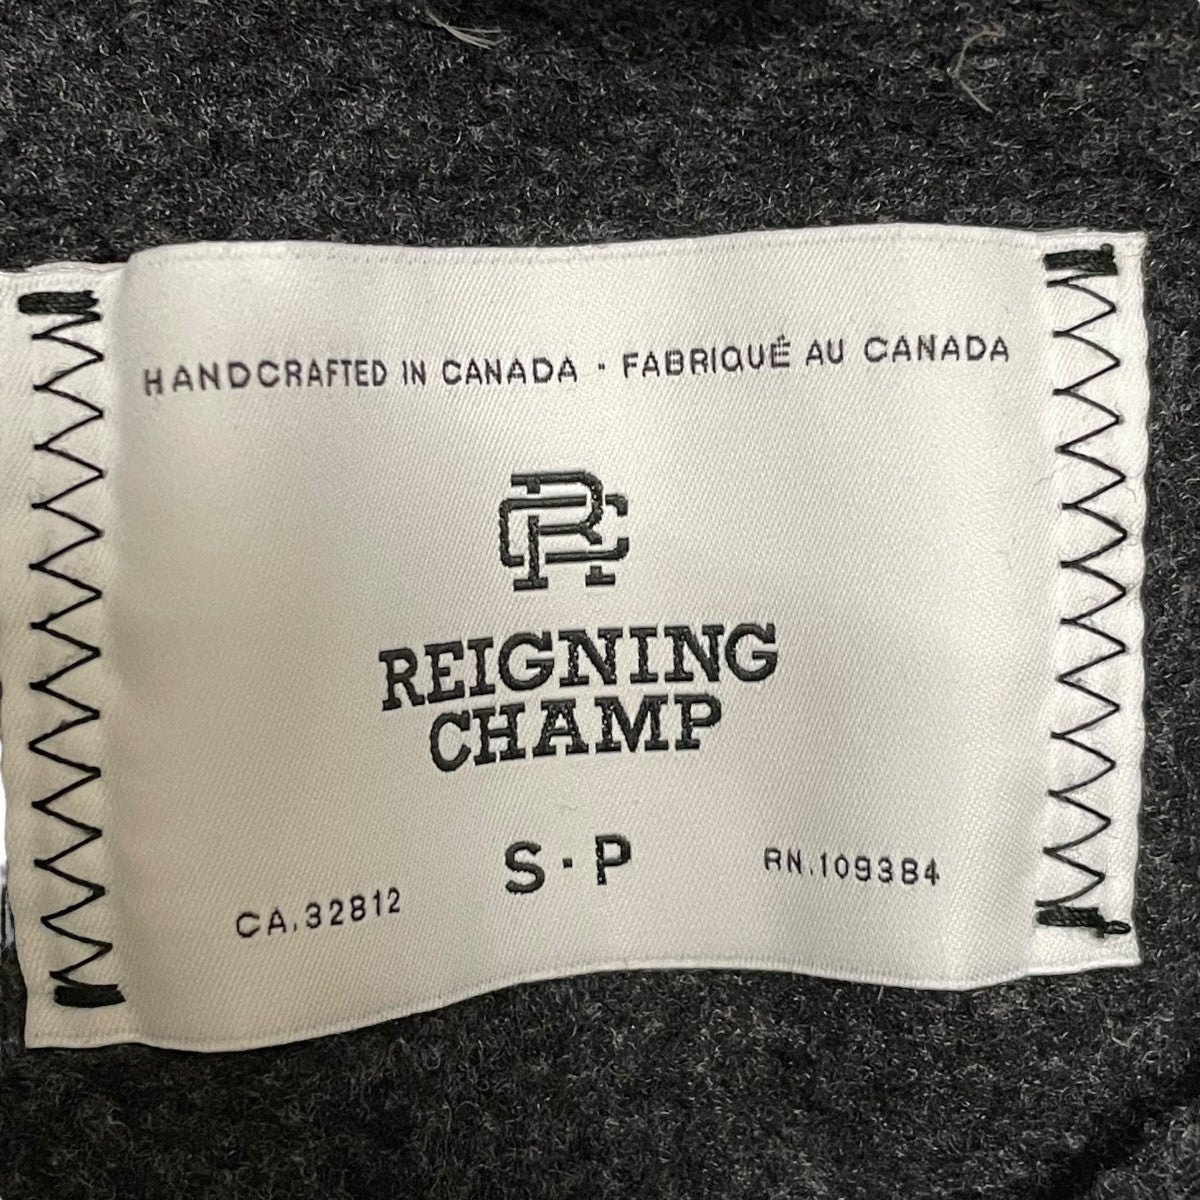 HANDCRAFTED IN CANADA · FABRIQUÉ AU CANADA
RC
REIGNING
CHAMP
S · P
CA.32812
RN.109384